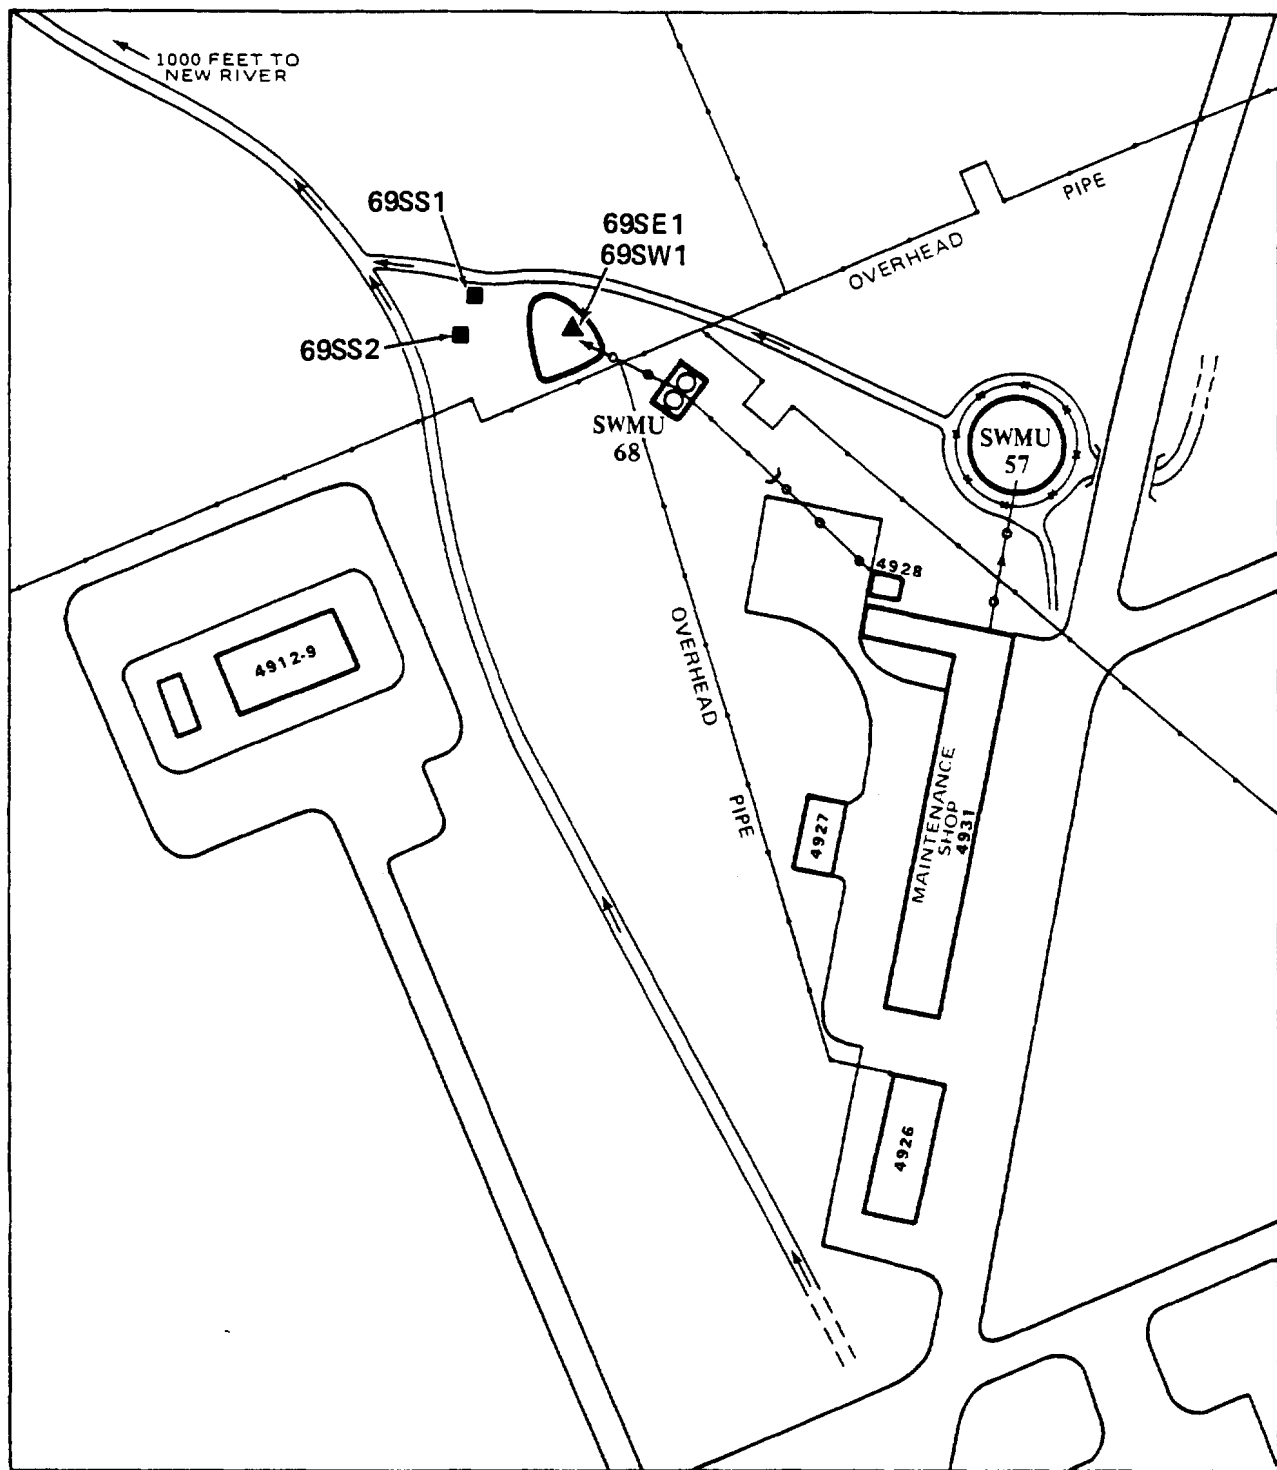 1000 FEET TO
NEW RIVER
69SS1
69SE1
69SW1
PIPE
OVERHEAD
69SS2
SWMU
68
SWMU
57
4928
OVERHEAD
4912-9
PIPE
4927
MAINTENANCE
SHOP
4931
4926